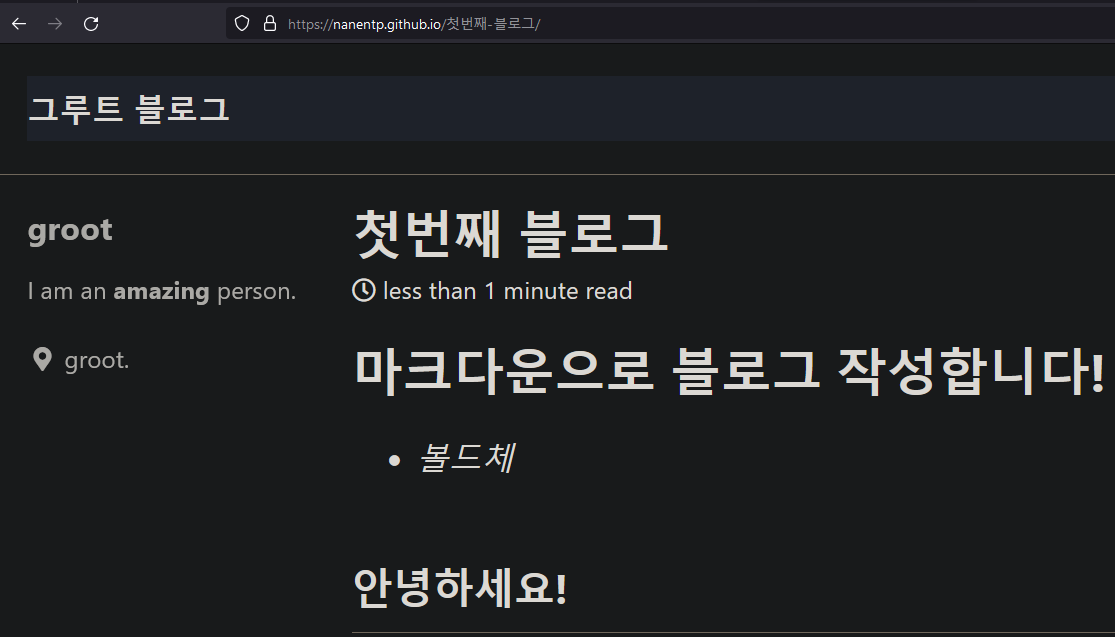 https://nanentp.github.io/첫번째-블로그/
그루트 블로그
groot
I am an amazing person.
groot.
첫번째 블로그
less than 1 minute read
마크다운으로 블로그 작성합니다!
볼드체
안녕하세요!